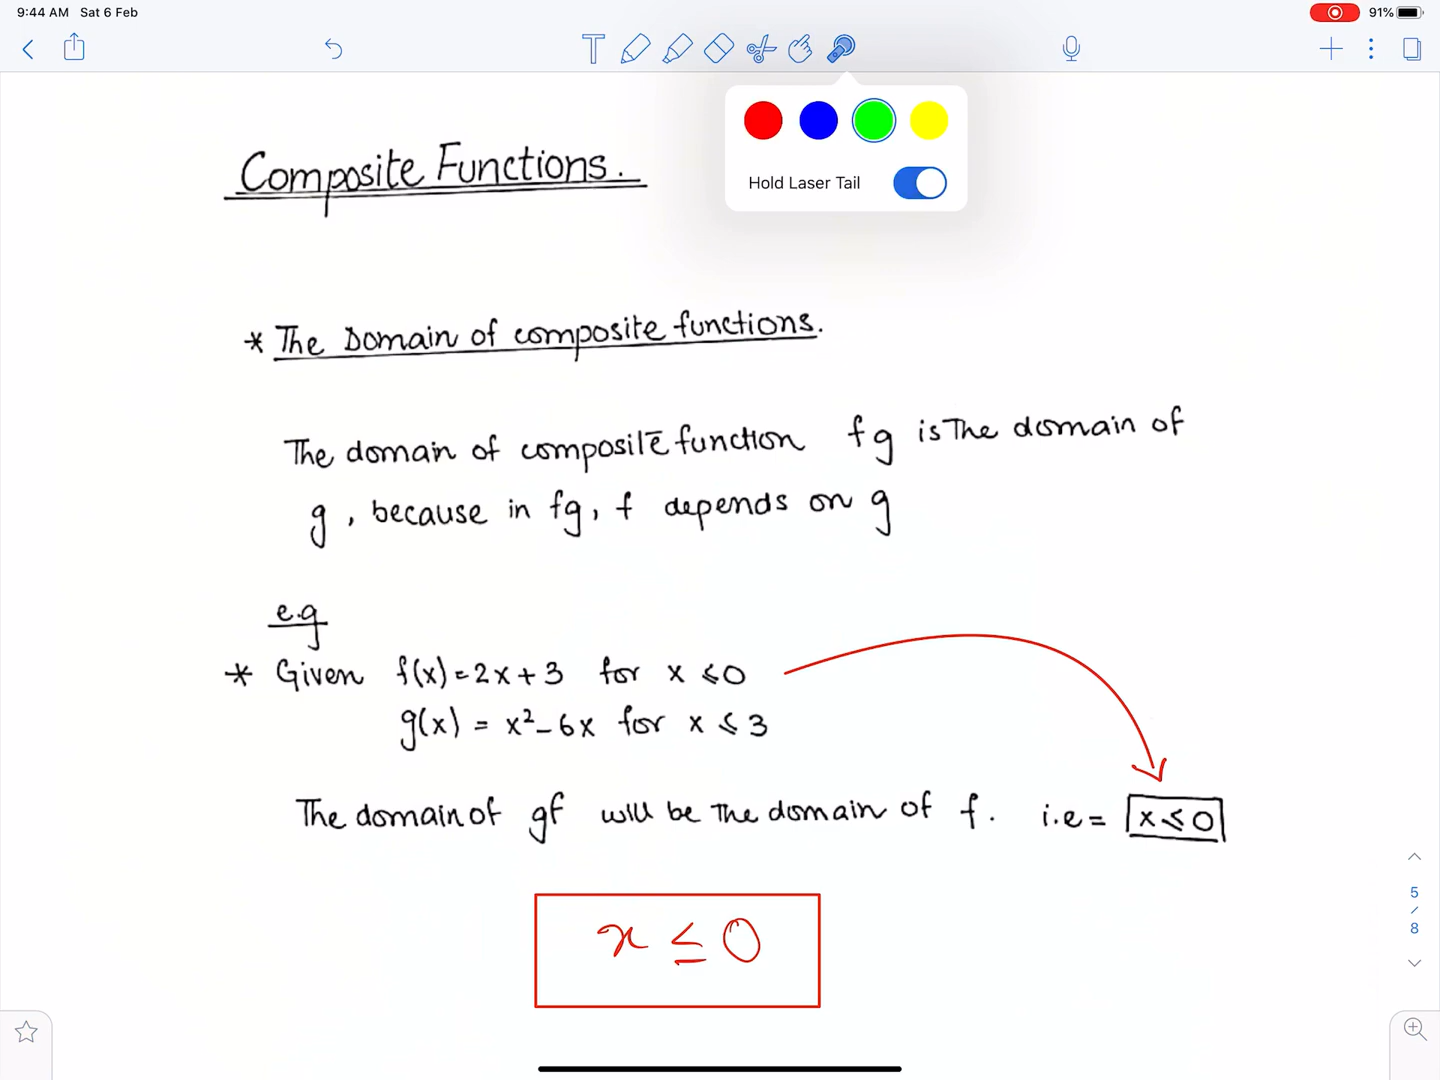 9:44 AM Sat 6 Feb
91%
T
Hold Laser Tail
Composite Functions.
* The Domain of composite functions.
The domain of composite function fg is the domain of
g, because in fg, f depends on g
e.g
* Given f(x)=2x+3 for x ≤0
g(x) = x²-6x for x ≤ 3
The domain of gf will be the domain of f. i.e = x≤0
x ≤ 0
5
/
8